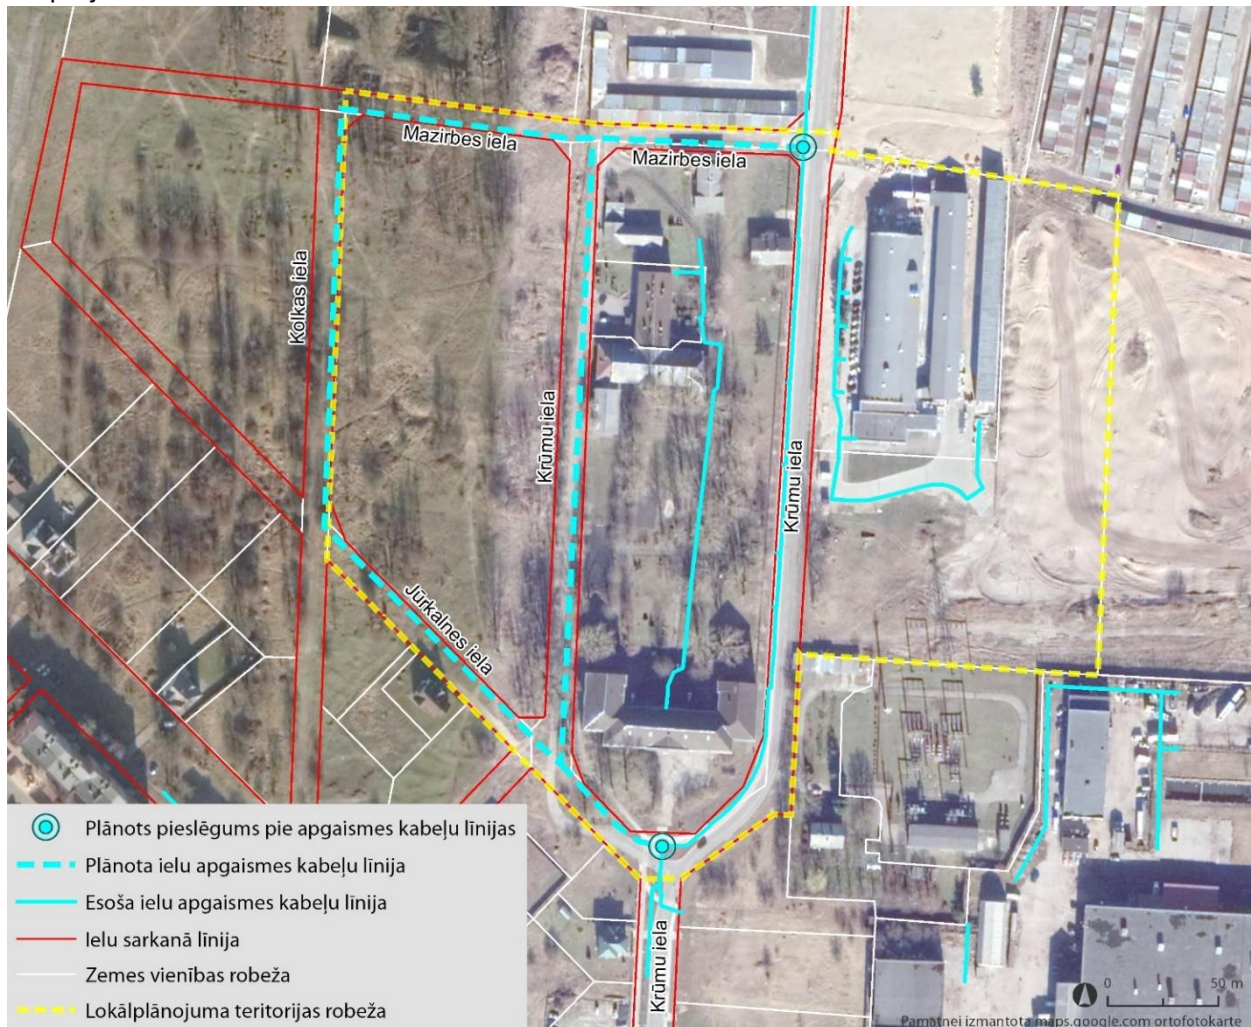 Mazirbes iela
Mazirbes iela
Kolkas iela
Krūmu iela
Krūmu iela
Jūrkalnes iela
Krūmu iela
Plānots pieslēgums pie apgaismes kabeļu līnijas
Plānota ielu apgaismes kabeļu līnija
Esoša ielu apgaismes kabeļu līnija
Ielu sarkanā līnija
Zemes vienības robeža
Lokālplānojuma teritorijas robeža
0 50 m
Pamatnei izmantota maps.google.com ortofotokarte